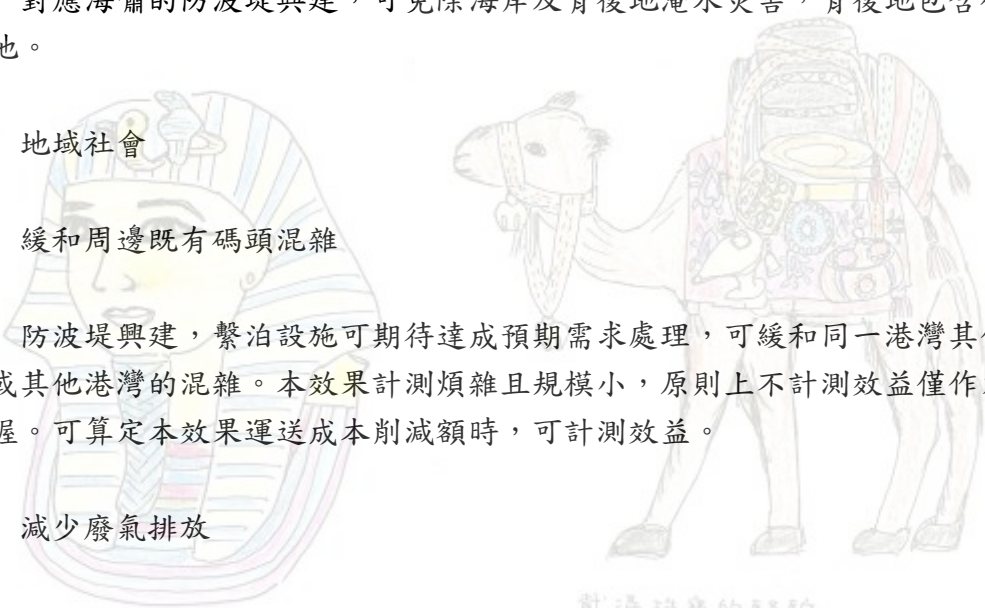 對應海嘯的防波堤興建，可免除海岸及背後地淹水災害，背後地包含
地。
地域社會
緩和周邊既有碼頭混雜
防波堤興建，繫泊設施可期待達成預期需求處理，可緩和同一港灣其
或其他港灣的混雜。本效果計測煩雜且規模小，原則上不計測效益僅作
握。可算定本效果運送成本削減額時，可計測效益。
減少廢氣排放